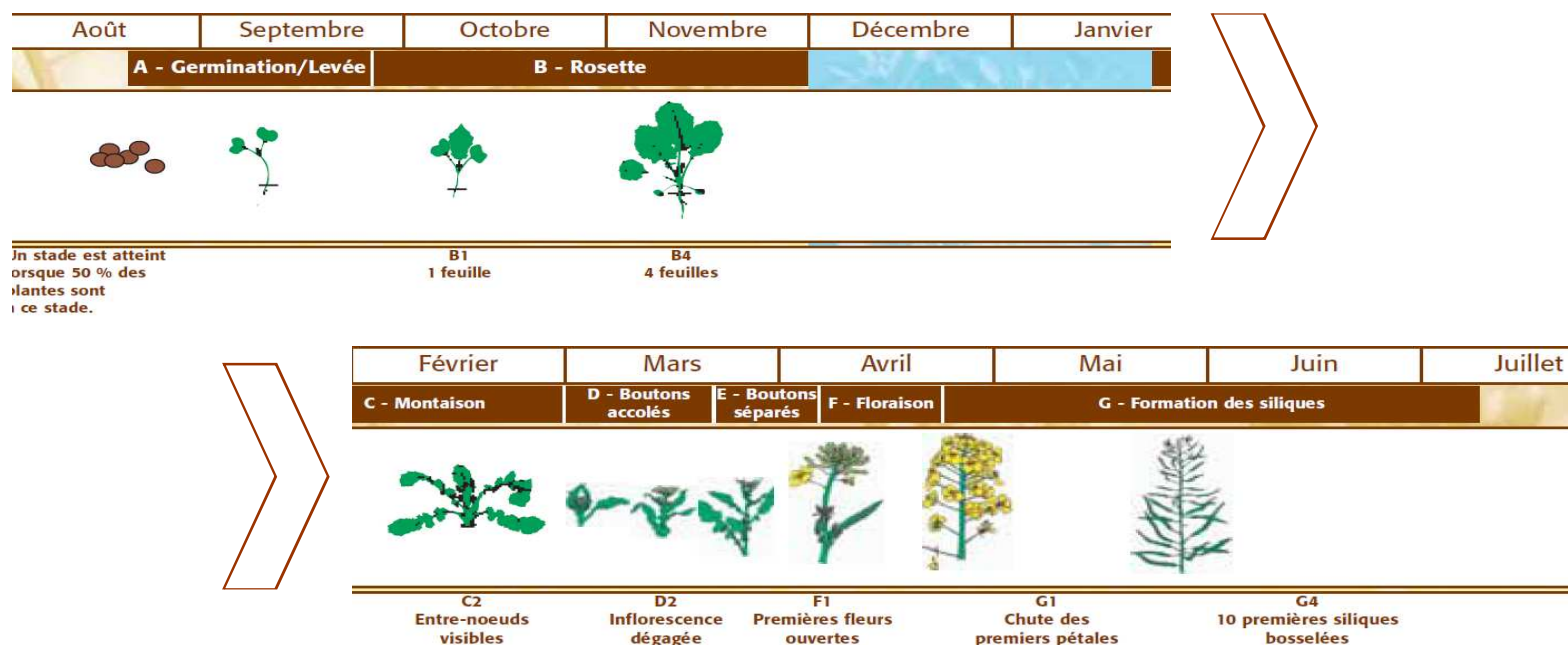 Août Septembre Octobre Novembre Décembre Janvier
A - Germination/Levée B - Rosette
Un stade est atteint
lorsque 50 % des
plantes sont
à ce stade.
B1
1 feuille
B4
4 feuilles
Février Mars Avril Mai Juin Juillet
C - Montaison
D - Boutons
accolés
E - Boutons
séparés
F - Floraison
G - Formation des siliques
C2
Entre-noeuds
visibles
D2
Inflorescence
dégagée
F1
Premières fleurs
ouvertes
G1
Chute des
premiers pétales
G4
10 premières siliques
bosselées